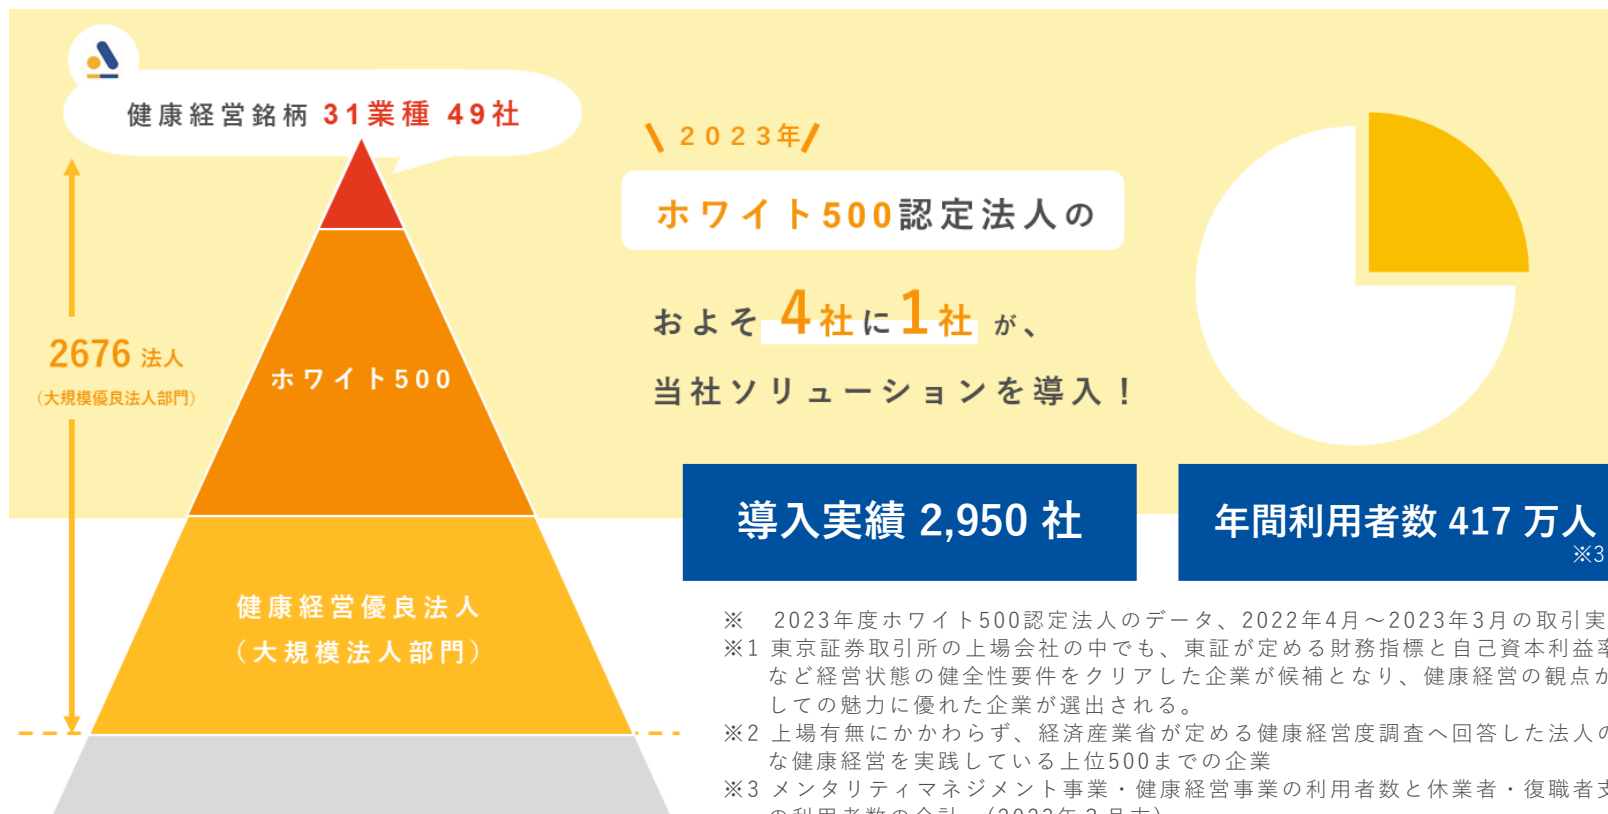 健康経営銘柄 31業種 49社
2676 法人
(大規模優良法人部門)
ホワイト500
健康経営優良法人
(大規模法人部門)
2023年
ホワイト500認定法人の
およそ 4社に1社 が、
当社ソリューションを導入！
導入実績 2,950 社
年間利用者数 417 万人
※3
※ 2023年度ホワイト500認定法人のデータ、2022年4月～2023年3月の取引実
※1 東京証券取引所の上場会社の中でも、東証が定める財務指標と自己資本利益率
など経営状態の健全性要件をクリアした企業が候補となり、健康経営の観点か
しての魅力に優れた企業が選出される。
※2 上場有無にかかわらず、経済産業省が定める健康経営度調査へ回答した法人の
な健康経営を実践している上位500までの企業
※3 メンタリティマネジメント事業・健康経営事業の利用者数と休業者・復職者支
の利用者数の合計